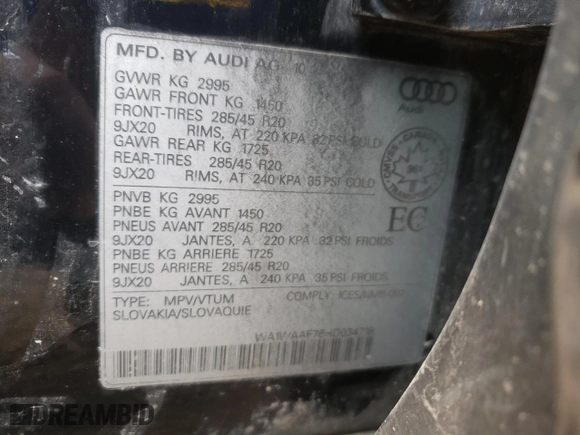 MFD. BY AUDI AG 10
GVWR KG 2995
GAWR FRONT KG 1450
FRONT-TIRES 285/45 R20
9JX20 RIMS, AT 220 KPA 32 PSI COLD
GAWR REAR KG 1725
REAR-TIRES 285/45 R20
9JX20 RIMS, AT 240 KPA 35 PSI COLD
Audi
CANADA
PNVB KG 2995
PNBE KG AVANT 1450
PNEUS AVANT 285/45 R20
9JX20 JANTES, A 220 KPA 32 PSI FROIDS
PNBE KG ARRIERE 1725
PNEUS ARRIERE 285/45 R20
9JX20 JANTES, A 240 KPA 35 PSI FROIDS
EC
TYPE: MPV/VTUM COMPLY:
SLOVAKIA/SLOVAQUIE
DREAMBID